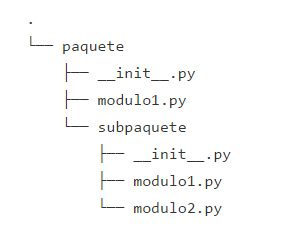 .
└── paquete
    ├── __init__.py
    ├── modulo1.py
    └── subpaquete
        ├── __init__.py
        ├── modulo1.py
        └── modulo2.py